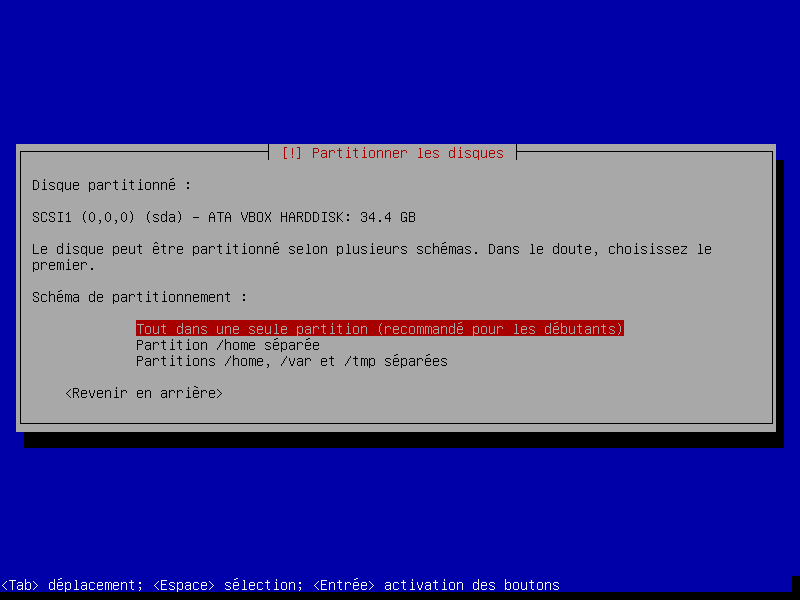 [!] Partitionner les disques
Disque partitionné :
SCSI1 (0,0,0) (sda) - ATA VBOX HARDDISK: 34.4 GB
Le disque peut être partitionné selon plusieurs schémas. Dans le doute, choisissez le
premier.
Schéma de partitionnement :
Tout dans une seule partition (recommandé pour les débutants)
Partition /home séparée
Partitions /home, /var et /tmp séparées
<Revenir en arrière>
<Tab> déplacement; <Espace> sélection; <Entrée> activation des boutons